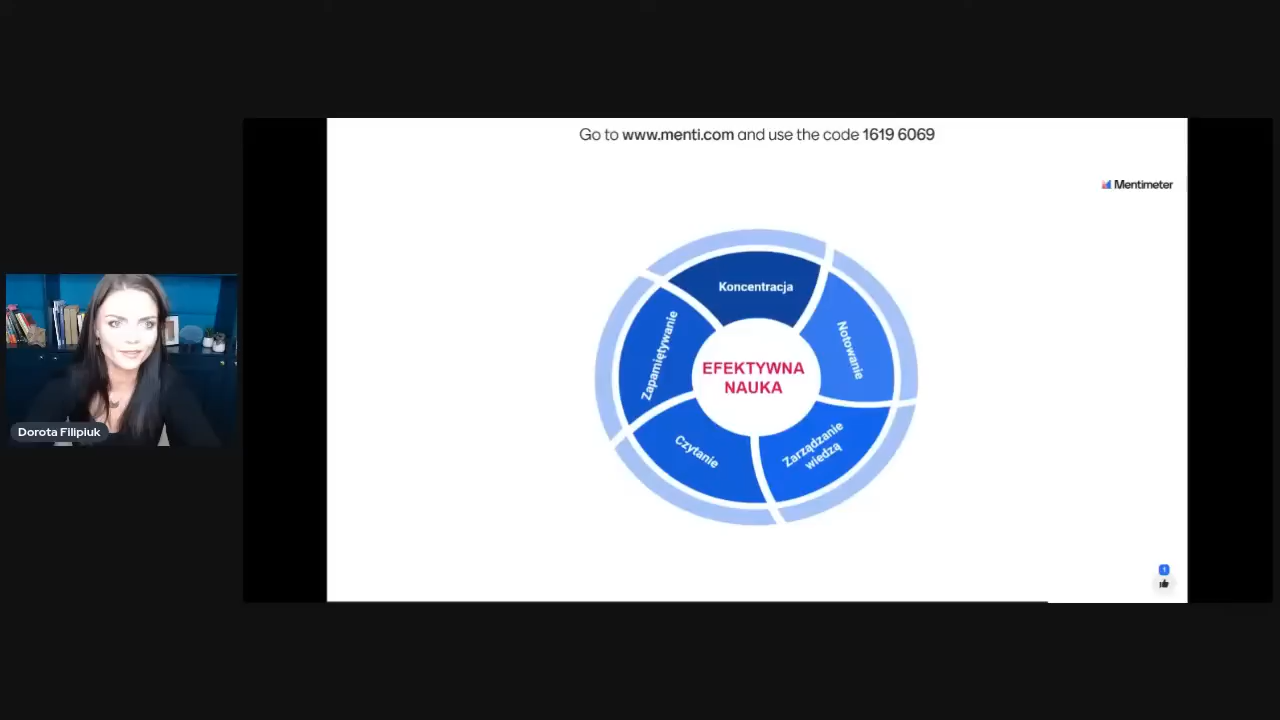 Go to www.menti.com and use the code 1619 6069
Mentimeter
Koncentracja
Notowanie
Zarządzanie
wiedzą
Czytanie
Zapamiętywanie
EFEKTYWNA
NAUKA
Dorota Filipiuk
1